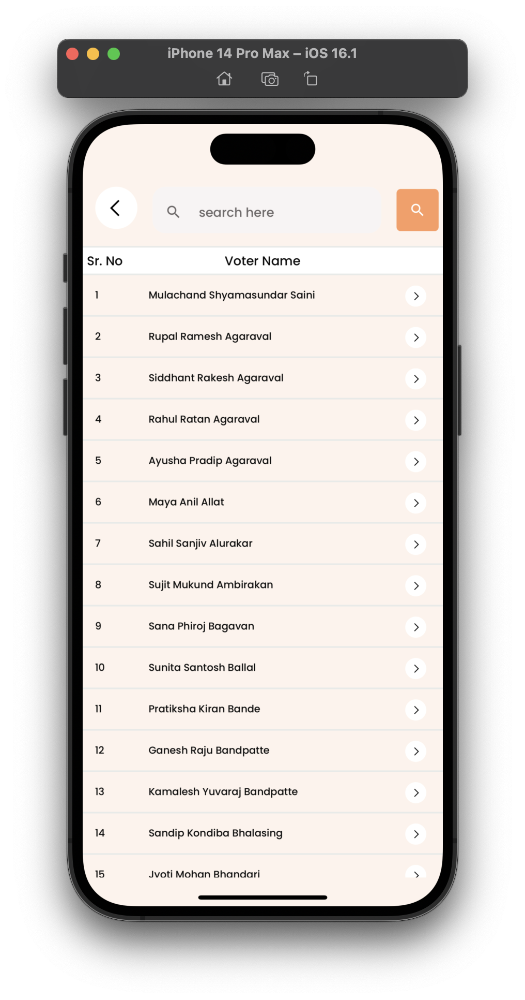 iPhone 14 Pro Max – iOS 16.1
search here
Sr. No Voter Name
1 Mulachand Shyamasundar Saini
2 Rupal Ramesh Agaraval
3 Siddhant Rakesh Agaraval
4 Rahul Ratan Agaraval
5 Ayusha Pradip Agaraval
6 Maya Anil Allat
7 Sahil Sanjiv Alurakar
8 Sujit Mukund Ambirakan
9 Sana Phiroj Bagavan
10 Sunita Santosh Ballal
11 Pratiksha Kiran Bande
12 Ganesh Raju Bandpatte
13 Kamalesh Yuvaraj Bandpatte
14 Sandip Kondiba Bhalasing
15 Jyoti Mohan Bhandari